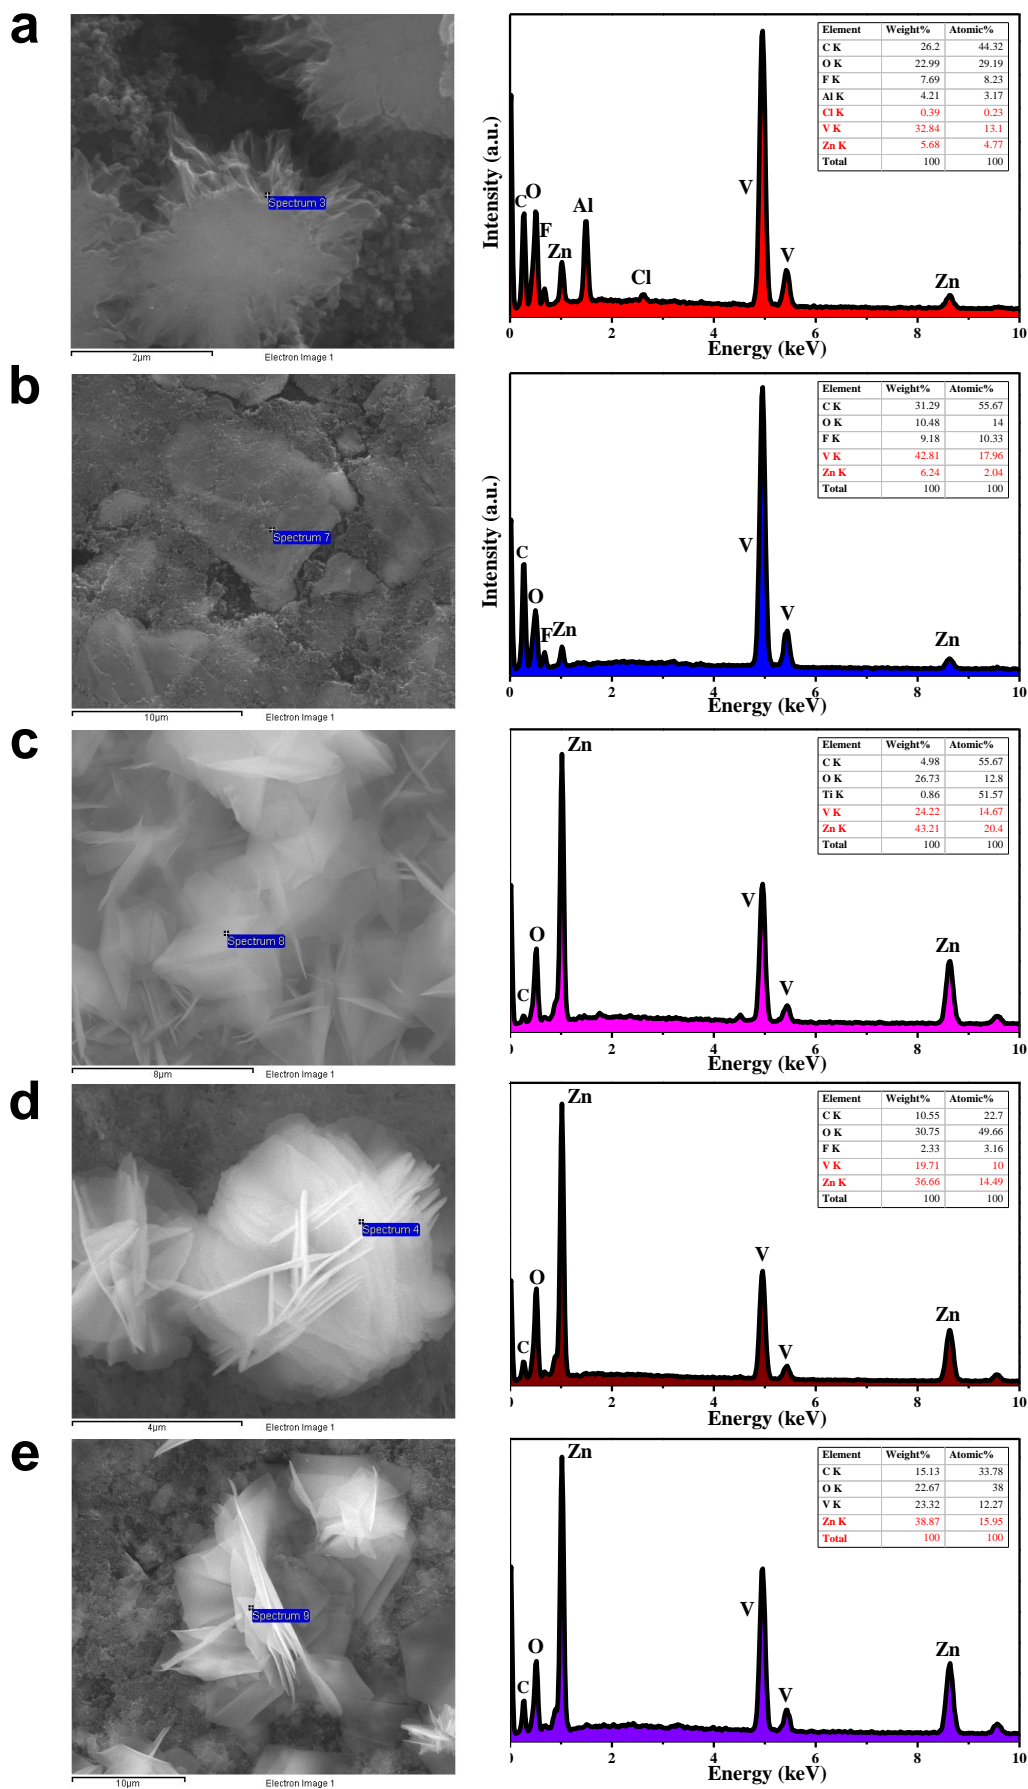 a
Spectrum 3
2µm
Electron Image 1
Intensity (a.u.)
Element Weight% Atomic%
C K 26.2 44.32
O K 22.99 29.19
F K 7.69 8.23
Al K 4.21 3.17
Cl K 0.39 0.23
V K 32.84 13.1
Zn K 5.68 4.77
Total 100 100
C O F Zn Al Cl V V Zn
0 2 4 6 8 10
Energy (keV)
b
Spectrum 7
10µm
Electron Image 1
Intensity (a.u.)
Element Weight% Atomic%
C K 31.29 55.67
O K 10.48 14
F K 9.18 10.33
V K 42.81 17.96
Zn K 6.24 2.04
Total 100 100
C O F Zn V V Zn
0 2 4 6 8 10
Energy (keV)
c
Spectrum 8
8µm
Electron Image 1
Element Weight% Atomic%
C K 4.98 55.67
O K 26.73 12.8
Ti K 0.86 51.57
V K 24.22 14.67
Zn K 43.21 20.4
Total 100 100
C O Zn V V Zn
0 2 4 6 8 10
Energy (keV)
d
Spectrum 4
4µm
Electron Image 1
Element Weight% Atomic%
C K 10.55 22.7
O K 30.75 49.66
F K 2.33 3.16
V K 19.71 10
Zn K 36.66 14.49
Total 100 100
C O Zn V V Zn
0 2 4 6 8 10
Energy (keV)
e
Spectrum 9
10µm
Electron Image 1
Element Weight% Atomic%
C K 15.13 33.78
O K 22.67 38
V K 23.32 12.27
Zn K 38.87 15.95
Total 100 100
C O Zn V V Zn
0 2 4 6 8 10
Energy (keV)